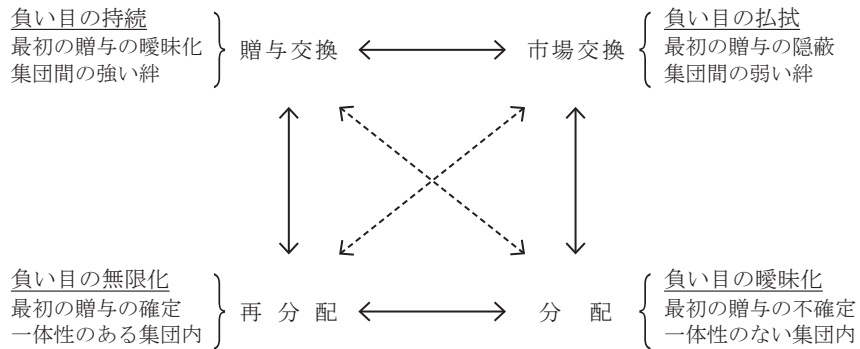 負い目の持続
最初の贈与の曖昧化
集団間の強い絆
贈与交換
市場交換
負い目の払拭
最初の贈与の隠蔽
集団間の弱い絆
負い目の無限化
最初の贈与の確定
一体性のある集団内
再分配
分配
負い目の曖昧化
最初の贈与の不確定
一体性のない集団内